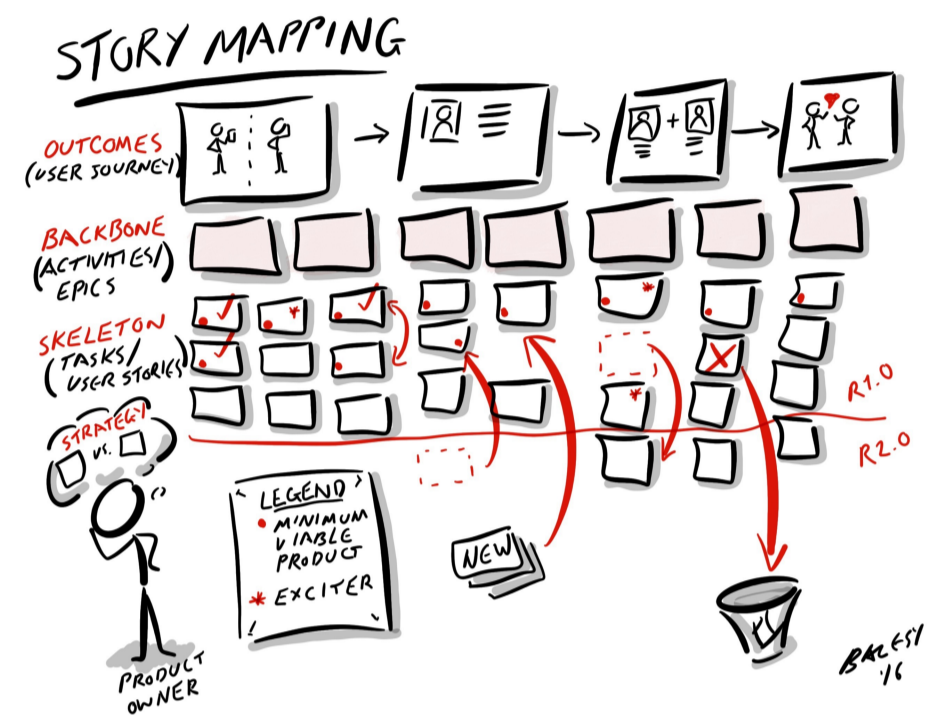 STORY MAPPING
OUTCOMES
(USER JOURNEY)
BACKBONE
(ACTIVITIES/
EPICS)
SKELETON
(TASKS/
USER STORIES)
R1.0
R2.0
STRATEGY
VS.
LEGEND
MINIMUM
VIABLE
PRODUCT
* EXCITER
NEW
PRODUCT
OWNER
BALESY
'16